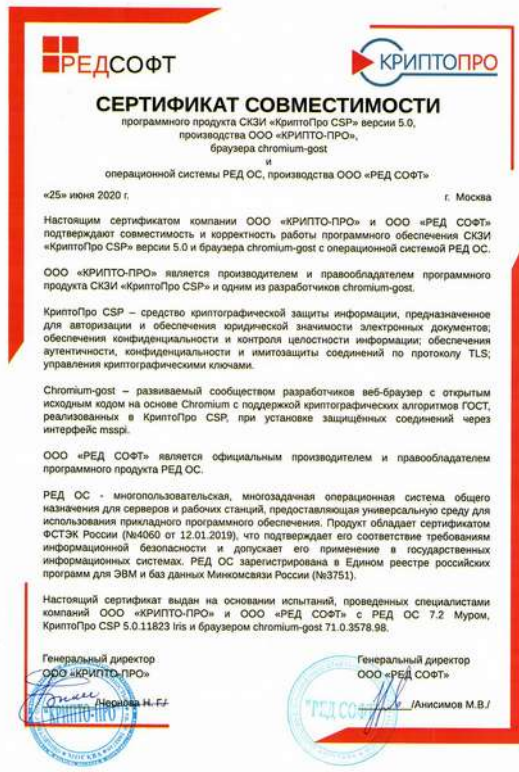 РЕДСОФТ
КРИПТОПРО
СЕРТИФИКАТ СОВМЕСТИМОСТИ
программного продукта СКЗИ «КриптоПро CSP» версии 5.0,
производства ООО «КРИПТО-ПРО»,
браузера chromium-gost
и
операционной системы РЕД ОС, производства ООО «РЕД СОФТ»
«25» июня 2020 г. г. Москва
Настоящим сертификатом компании ООО «КРИПТО-ПРО» и ООО «РЕД СОФТ»
подтверждают совместимость и корректность работы программного обеспечения СКЗИ
«КриптоПро CSP» версии 5.0 и браузера chromium-gost с операционной системой РЕД ОС.
ООО «КРИПТО-ПРО» является производителем и правообладателем программного
продукта СКЗИ «КриптоПро CSP» и одним из разработчиков chromium-gost.
КриптоПро CSP – средство криптографической защиты информации, предназначенное
для авторизации и обеспечения юридической значимости электронных документов;
обеспечения конфиденциальности и контроля целостности информации; обеспечения
аутентичности, конфиденциальности и имитозащиты соединений по протоколу TLS;
управления криптографическими ключами.
Chromium-gost – развиваемый сообществом разработчиков веб-браузер с открытым
исходным кодом на основе Chromium с поддержкой криптографических алгоритмов ГОСТ,
реализованных в КриптоПро CSP, при установке защищённых соединений через
интерфейс msspi.
ООО «РЕД СОФТ» является официальным производителем и правообладателем
программного продукта РЕД ОС.
РЕД ОС - многопользовательская, многозадачная операционная система общего
назначения для серверов и рабочих станций, предоставляющая универсальную среду для
использования прикладного программного обеспечения. Продукт обладает сертификатом
ФСТЭК России (№4060 от 12.01.2019), что подтверждает его соответствие требованиям
информационной безопасности и допускает его применение в государственных
информационных системах. РЕД ОС зарегистрирована в Едином реестре российских
программ для ЭВМ и баз данных Минкомсвязи России (№3751).
Настоящий сертификат выдан на основании испытаний, проведенных специалистами
компаний ООО «КРИПТО-ПРО» и ООО «РЕД СОФТ» с РЕД ОС 7.2 Муром,
КриптоПро CSP 5.0.11823 Iris и браузером chromium-gost 71.0.3578.98.
Генеральный директор Генеральный директор
ООО «КРИПТО-ПРО» ООО «РЕД СОФТ»
/Чернова Н. Г./ /Анисимов М.В./
"КРИПТО-ПРО" "РЕД СОФТ"
МОСКВА